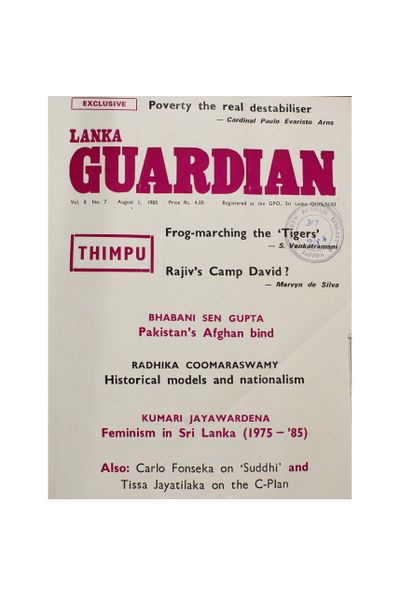 EXCLUSIVE Poverty the real destabiliser
— Cardinal Paulo Evaristo Arns
LANKA
GUARDIAN
Vol. 8 No. 7 August 1, 1985 Price Rs. 4.00 Registered at the GPO, Sri Lanka
THIMPU
Frog-marching the ‘Tigers’
— S. Venkatramani
Rajiv's Camp David?
— Mervyn de Silva
BHABANI SEN GUPTA
Pakistan's Afghan bind
RADHIKA COOMARASWAMY
Historical models and nationalism
KUMARI JAYAWARDENA
Feminism in Sri Lanka (1975 – '85)
Also: Carlo Fonseka on ‘Suddhi’ and
Tissa Jayatilaka on the C-Plan